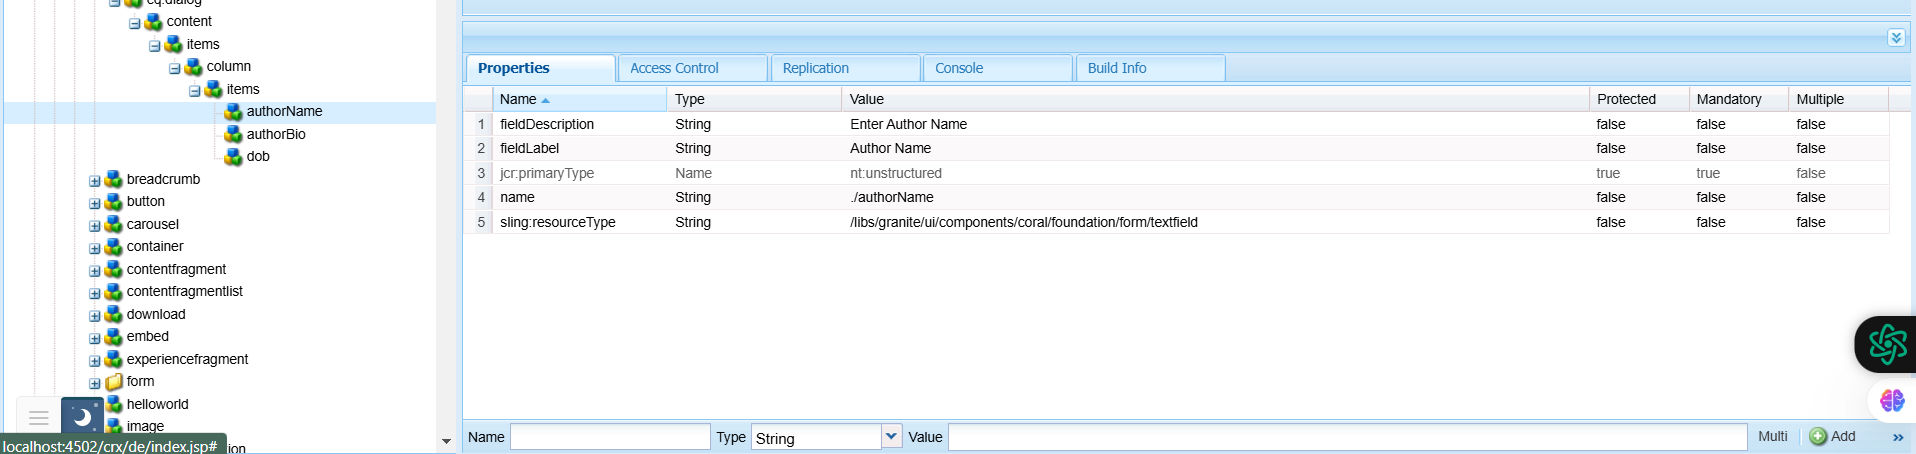 cq:dialog
content
items
column
items
authorName
authorBio
dob
breadcrumb
button
carousel
container
contentfragment
contentfragmentlist
download
embed
experiencefragment
form
helloworld
image
localhost:4502/crx/de/index.jsp#
Properties Access Control Replication Console Build Info
Name Type Value Protected Mandatory Multiple
1 fieldDescription String Enter Author Name false false false
2 fieldLabel String Author Name false false false
3 jcr:primaryType Name nt:unstructured true true false
4 name String ./authorName false false false
5 sling:resourceType String /libs/granite/ui/components/coral/foundation/form/textfield false false false
Name Type String Value Multi Add »